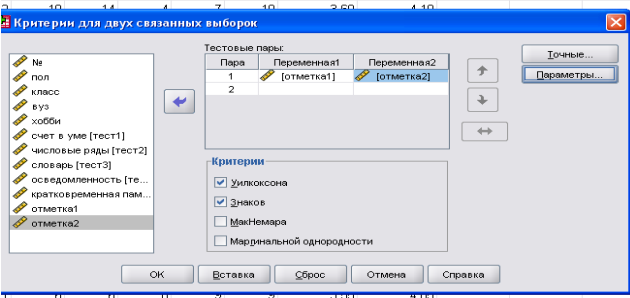 Критерии для двух связанных выборок
№
пол
класс
вуз
хобби
счет в уме [тест1]
числовые ряды [тест2]
словарь [тест3]
осведомленность [те...
кратковременная пам...
отметка1
отметка2
Тестовые пары:
Пара Переменная1 Переменная2
1 [отметка1] [отметка2]
2
Критерии
Уилкоксона
Знаков
МакНемара
Маргинальной однородности
Точные...
Параметры...
OK Вставка Сброс Отмена Справка